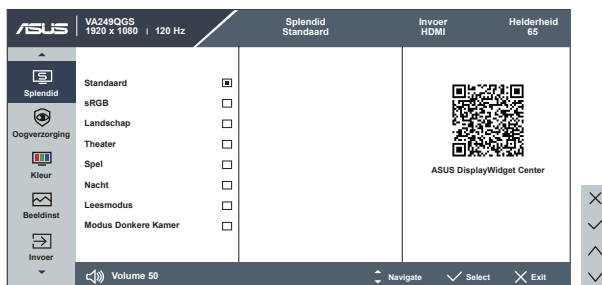 ASUS
VA249QGS
1920 x 1080 | 120 Hz
Splendid
Standaard
Invoer
HDMI
Helderheid
65
Splendid
Oogverzorging
Kleur
Beeldinst
Invoer
Standaard
sRGB
Landschap
Theater
Spel
Nacht
Leesmodus
Modus Donkere Kamer
ASUS DisplayWidget Center
Volume 50
Navigate
Select
Exit